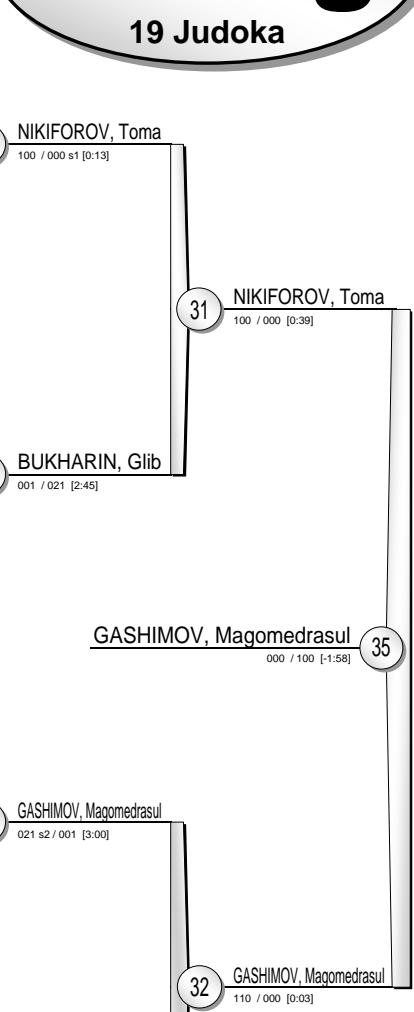 19 Judoka
NIKIFOROV, Toma
100 / 000 s1 [0:13]
31
NIKIFOROV, Toma
100 / 000 [0:39]
BUKHARIN, Glib
001 / 021 [2:45]
GASHIMOV, Magomedrasul
000 / 100 [-1:58]
35
GASHIMOV, Magomedrasul
021 s2 / 001 [3:00]
32
GASHIMOV, Magomedrasul
110 / 000 [0:03]